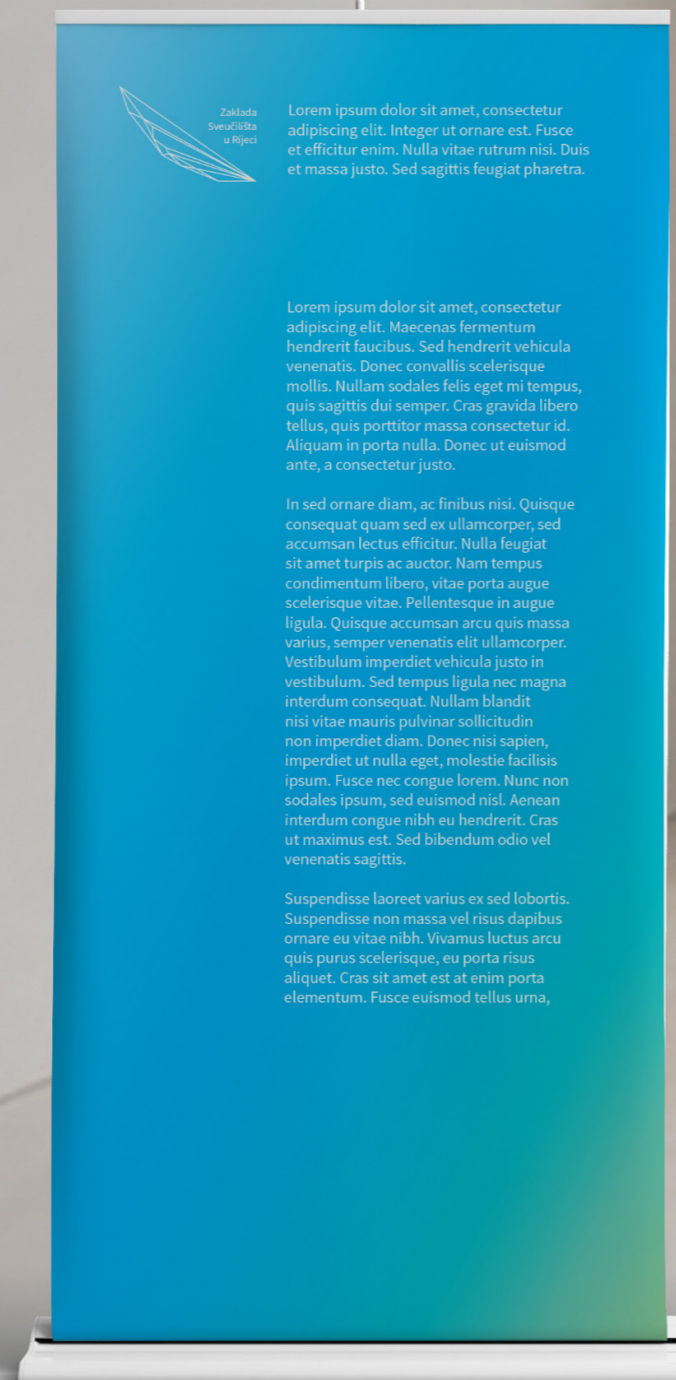 Zaklada
Sveučilišta
u Rijeci
Lorem ipsum dolor sit amet, consectetur
adipiscing elit. Integer ut ornare est. Fusce
et efficitur enim. Nulla vitae rutrum nisi. Duis
et massa justo. Sed sagittis feugiat pharetra.
Lorem ipsum dolor sit amet, consectetur
adipiscing elit. Maecenas fermentum
hendrerit faucibus. Sed hendrerit vehicula
venenatis. Donec convallis scelerisque
mollis. Nullam sodales felis eget mi tempus,
quis sagittis dui semper. Cras gravida libero
tellus, quis porttitor massa consectetur id.
Aliquam in porta nulla. Donec ut euismod
ante, a consectetur justo.
In sed ornare diam, ac finibus nisi. Quisque
consequat quam sed ex ullamcorper, sed
accumsan lectus efficitur. Nulla feugiat
sit amet turpis ac auctor. Nam tempus
condimentum libero, vitae porta augue
scelerisque vitae. Pellentesque in augue
ligula. Quisque accumsan arcu quis massa
varius, semper venenatis elit ullamcorper.
Vestibulum imperdiet vehicula justo in
vestibulum. Sed tempus ligula nec magna
interdum consequat. Nullam blandit
nisi vitae mauris pulvinar sollicitudin
non imperdiet diam. Donec nisi sapien,
imperdiet ut nulla eget, molestie facilisis
ipsum. Fusce nec congue lorem. Nunc non
sodales ipsum, sed euismod nisl. Aenean
interdum congue nibh eu hendrerit. Cras
ut maximus est. Sed bibendum odio vel
venenatis sagittis.
Suspendisse laoreet varius ex sed lobortis.
Suspendisse non massa vel risus dapibus
ornare eu vitae nibh. Vivamus luctus arcu
quis purus scelerisque, eu porta risus
aliquet. Cras sit amet est at enim porta
elementum. Fusce euismod tellus urna,